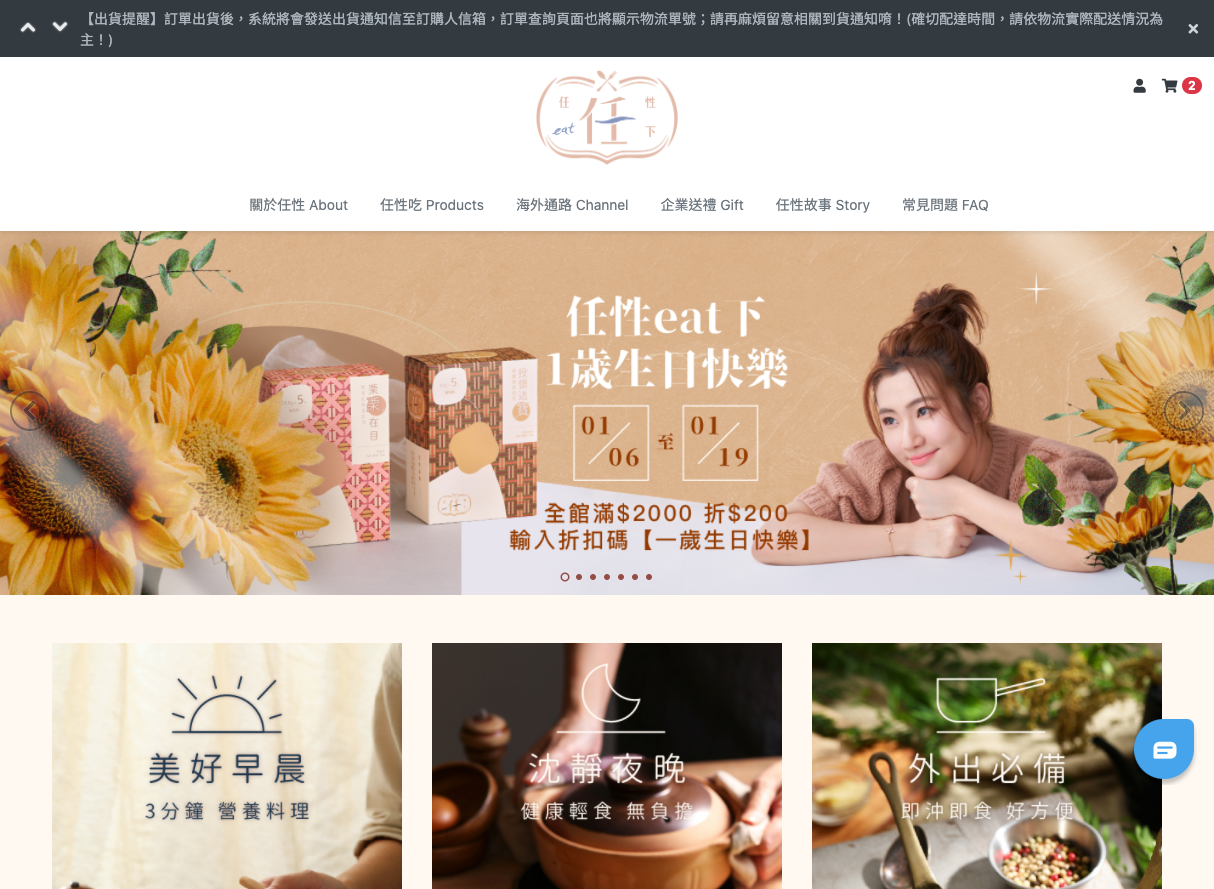 【出貨提醒】訂單出貨後，系統將會發送出貨通知信至訂購人信箱，訂單查詢頁面也將顯示物流單號；請再麻煩留意相關到貨通知唷！(確切配達時間，請依物流實際配送情況為
主！)
2
任 性
eat 任 下
關於任性 About 任性吃 Products 海外通路 Channel 企業送禮 Gift 任性故事 Story 常見問題 FAQ
任性eat下
1歲生日快樂
01/06 至 01/19
全館滿$2000 折$200
輸入折扣碼【一歲生日快樂】
5
5
美好早晨
3分鐘 營養料理
沈靜夜晚
健康輕食 無負擔
外出必備
即沖即食 好方便